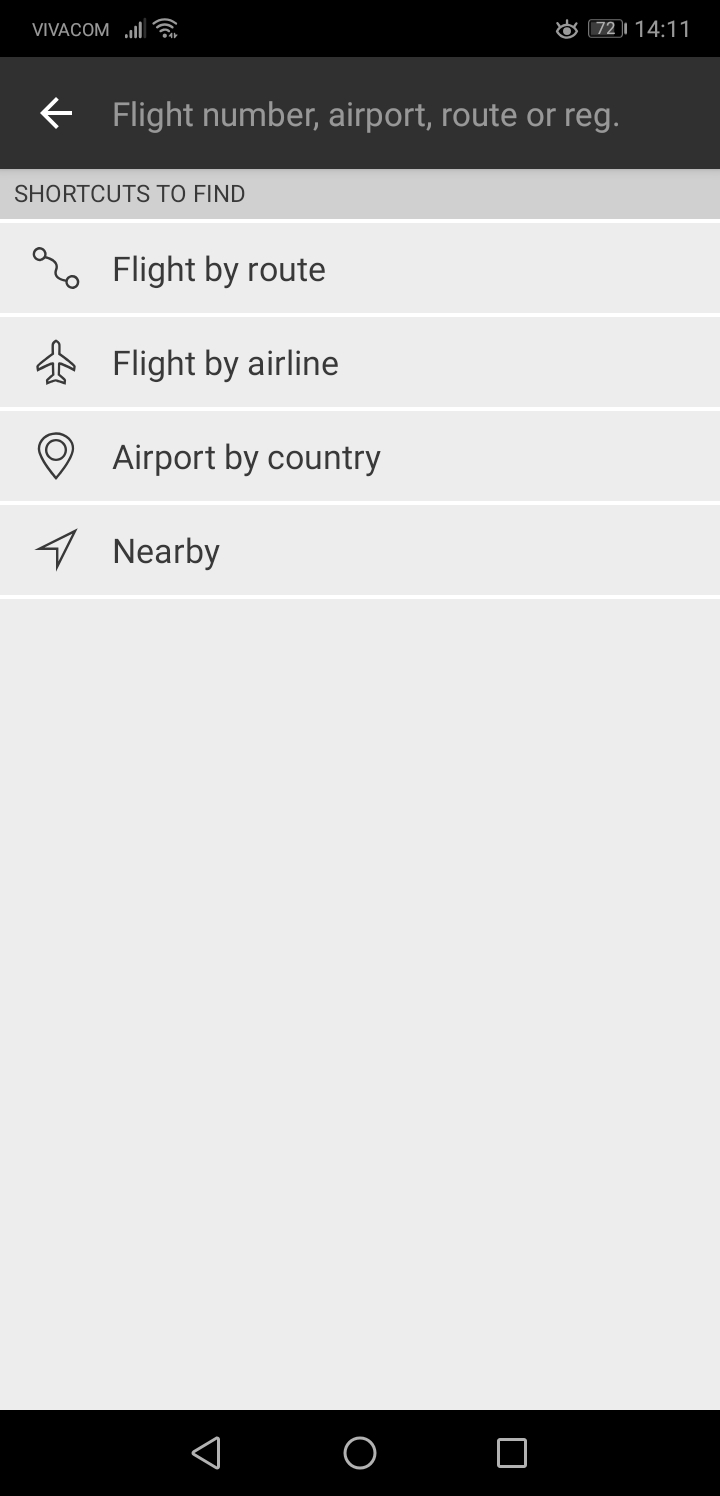 VIVACOM 72 14:11
Flight number, airport, route or reg.
SHORTCUTS TO FIND
Flight by route
Flight by airline
Airport by country
Nearby